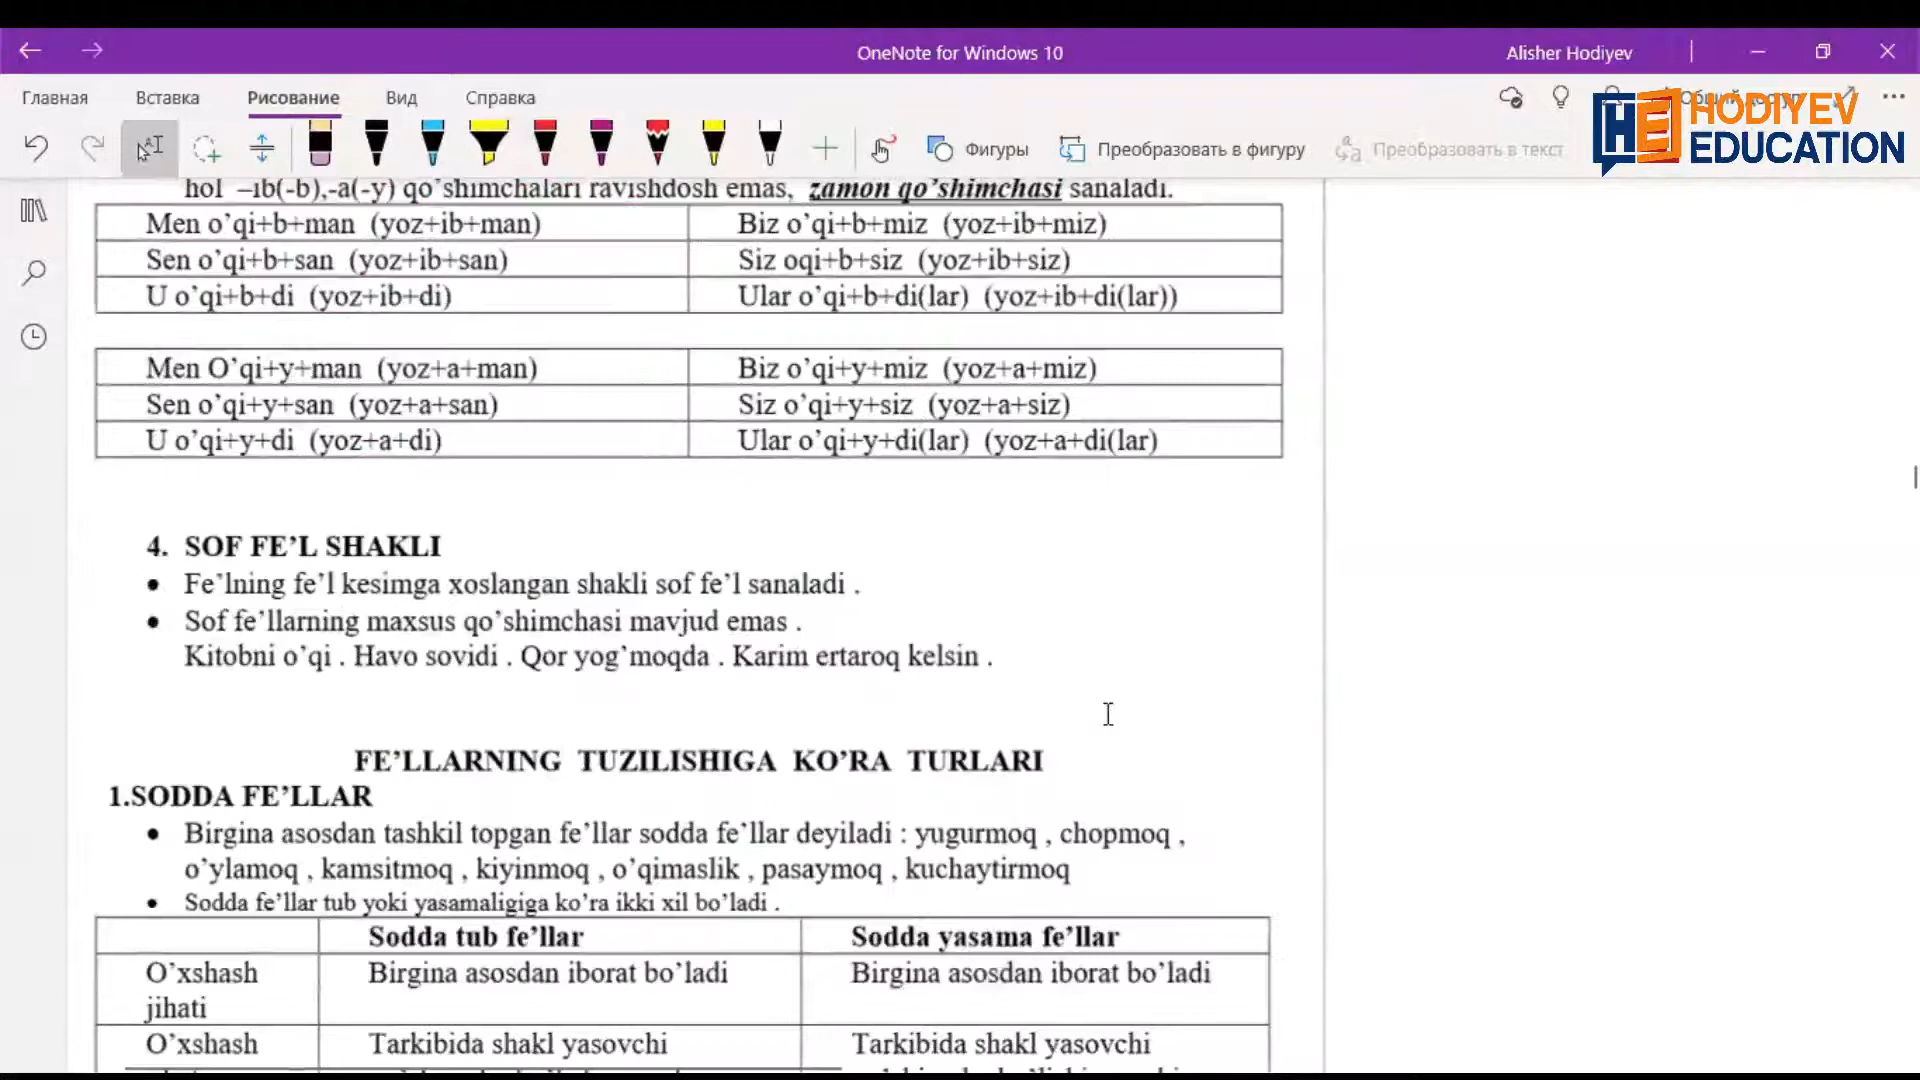 OneNote for Windows 10
Alisher Hodiyev
Главная Вставка Рисование Вид Справка
HODIYEV
EDUCATION
Фигуры Преобразовать в фигуру Преобразовать в текст
hol –ib(-b),-a(-y) qo’shimchalari ravishdosh emas, zamon qo’shimchasi sanaladi.
Men o’qi+b+man (yoz+ib+man) Biz o’qi+b+miz (yoz+ib+miz)
Sen o’qi+b+san (yoz+ib+san) Siz oqi+b+siz (yoz+ib+siz)
U o’qi+b+di (yoz+ib+di) Ular o’qi+b+di(lar) (yoz+ib+di(lar))
Men O’qi+y+man (yoz+a+man) Biz o’qi+y+miz (yoz+a+miz)
Sen o’qi+y+san (yoz+a+san) Siz o’qi+y+siz (yoz+a+siz)
U o’qi+y+di (yoz+a+di) Ular o’qi+y+di(lar) (yoz+a+di(lar)
4. SOF FE’L SHAKLI
• Fe’lning fe’l kesimga xoslangan shakli sof fe’l sanaladi .
• Sof fe’llarning maxsus qo’shimchasi mavjud emas .
Kitobni o’qi . Havo sovidi . Qor yog’moqda . Karim ertaroq kelsin .
FE’LLARNING TUZILISHIGA KO’RA TURLARI
1.SODDA FE’LLAR
• Birgina asosdan tashkil topgan fe’llar sodda fe’llar deyiladi : yugurmoq , chopmoq ,
o’ylamoq , kamsitmoq , kiyinmoq , o’qimaslik , pasaymoq , kuchaytirmoq
• Sodda fe’llar tub yoki yasamaligiga ko’ra ikki xil bo’ladi .
Sodda tub fe’llar Sodda yasama fe’llar
O’xshash Birgina asosdan iborat bo’ladi Birgina asosdan iborat bo’ladi
jihati
O’xshash Tarkibida shakl yasovchi Tarkibida shakl yasovchi